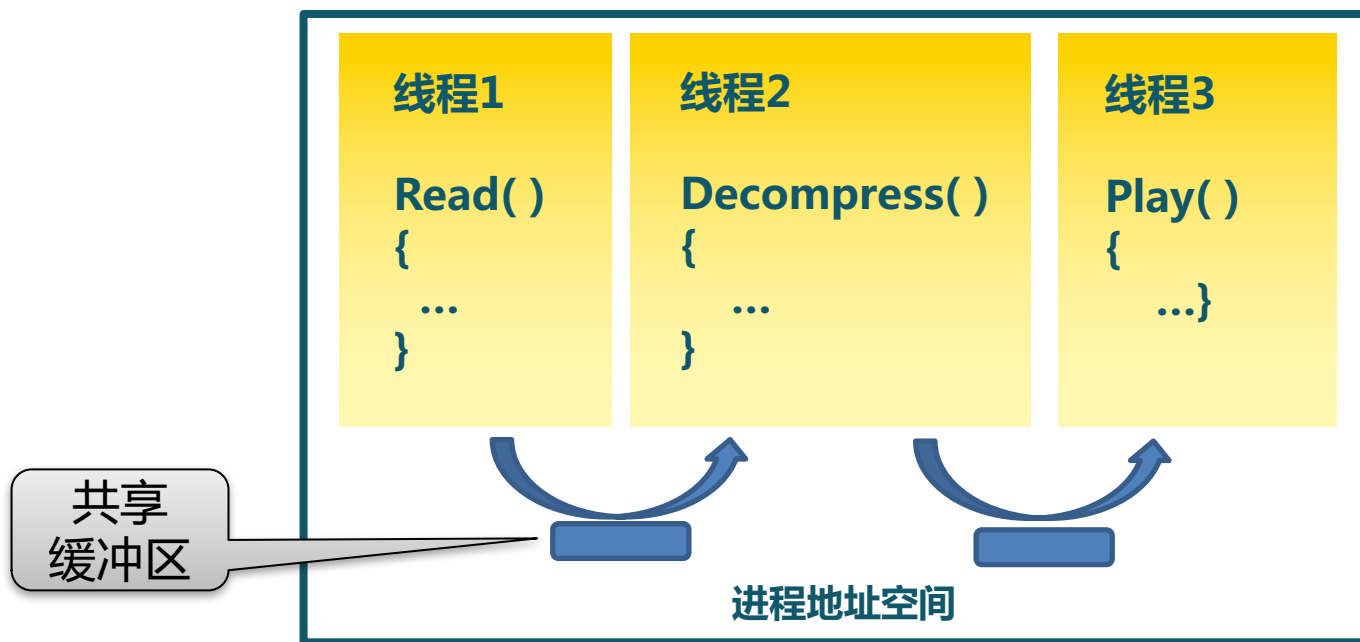 线程1
Read( )
{
...
}
线程2
Decompress( )
{
...
}
线程3
Play( )
{
...}
共享
缓冲区
进程地址空间